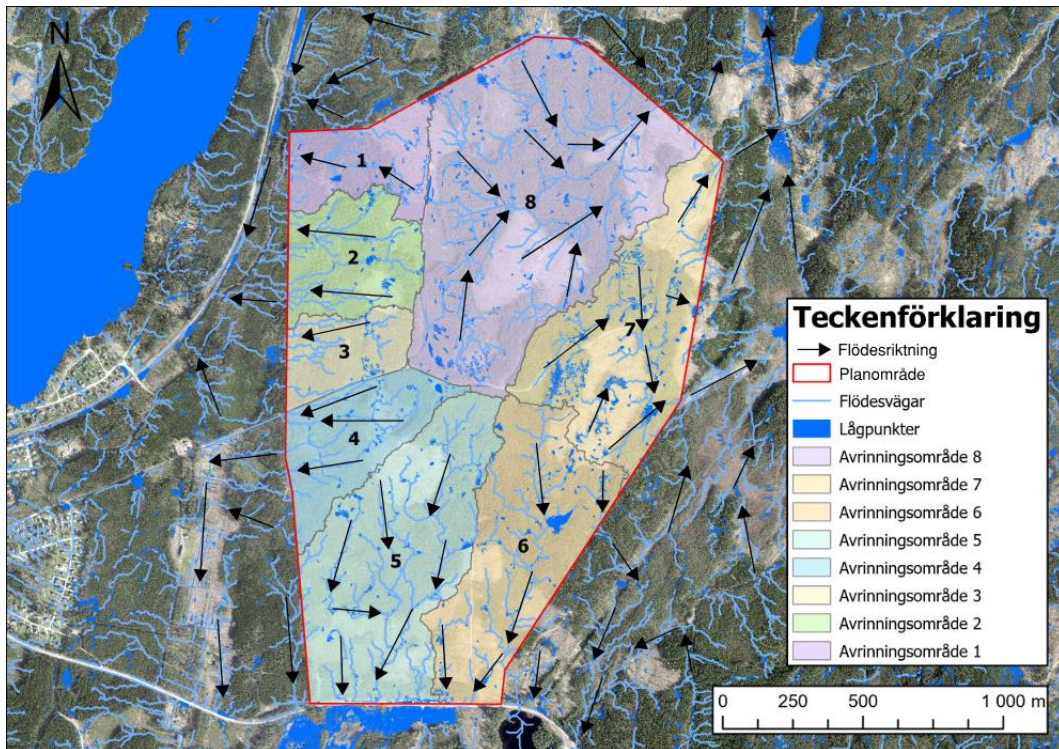 N
1
8
2
7
3
4
5
6
Teckenförklaring
Flödesriktning
Planområde
Flödesvägar
Lågpunkter
Avrinningsområde 8
Avrinningsområde 7
Avrinningsområde 6
Avrinningsområde 5
Avrinningsområde 4
Avrinningsområde 3
Avrinningsområde 2
Avrinningsområde 1
0 250 500 1 000 m